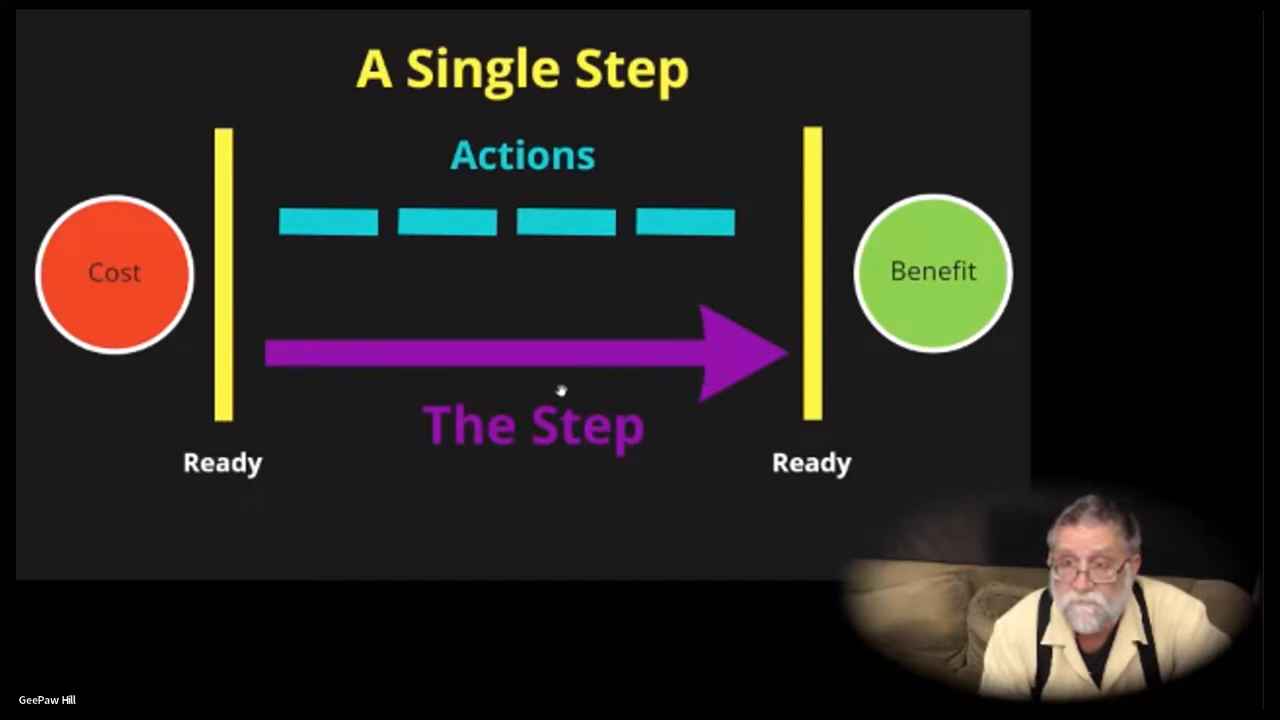 A Single Step
Actions
Cost
Benefit
The Step
Ready
Ready
GeePaw Hill